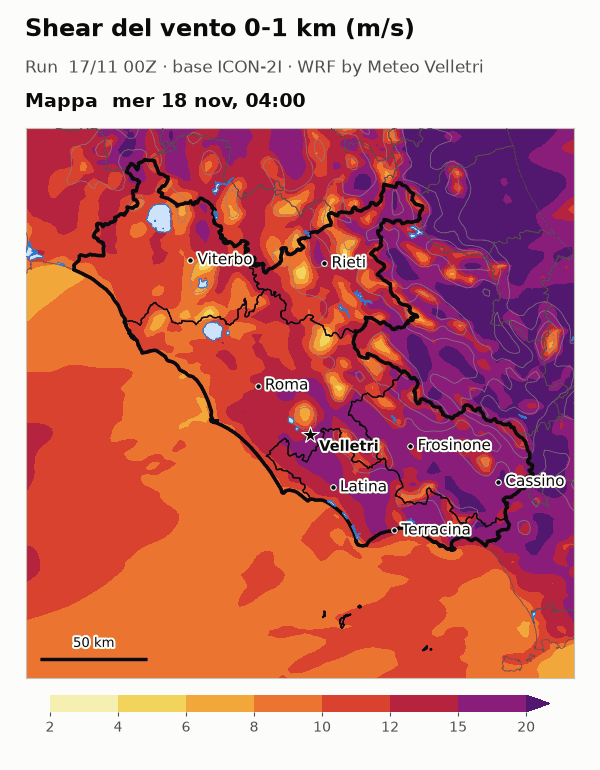 Shear del vento 0-1 km (m/s)
Run 17/11 00Z · base ICON-2I · WRF by Meteo Velletri
Mappa mer 18 nov, 04:00
Viterbo
Rieti
Roma
Velletri
Frosinone
Cassino
Latina
Terracina
50 km
2 4 6 8 10 12 15 20